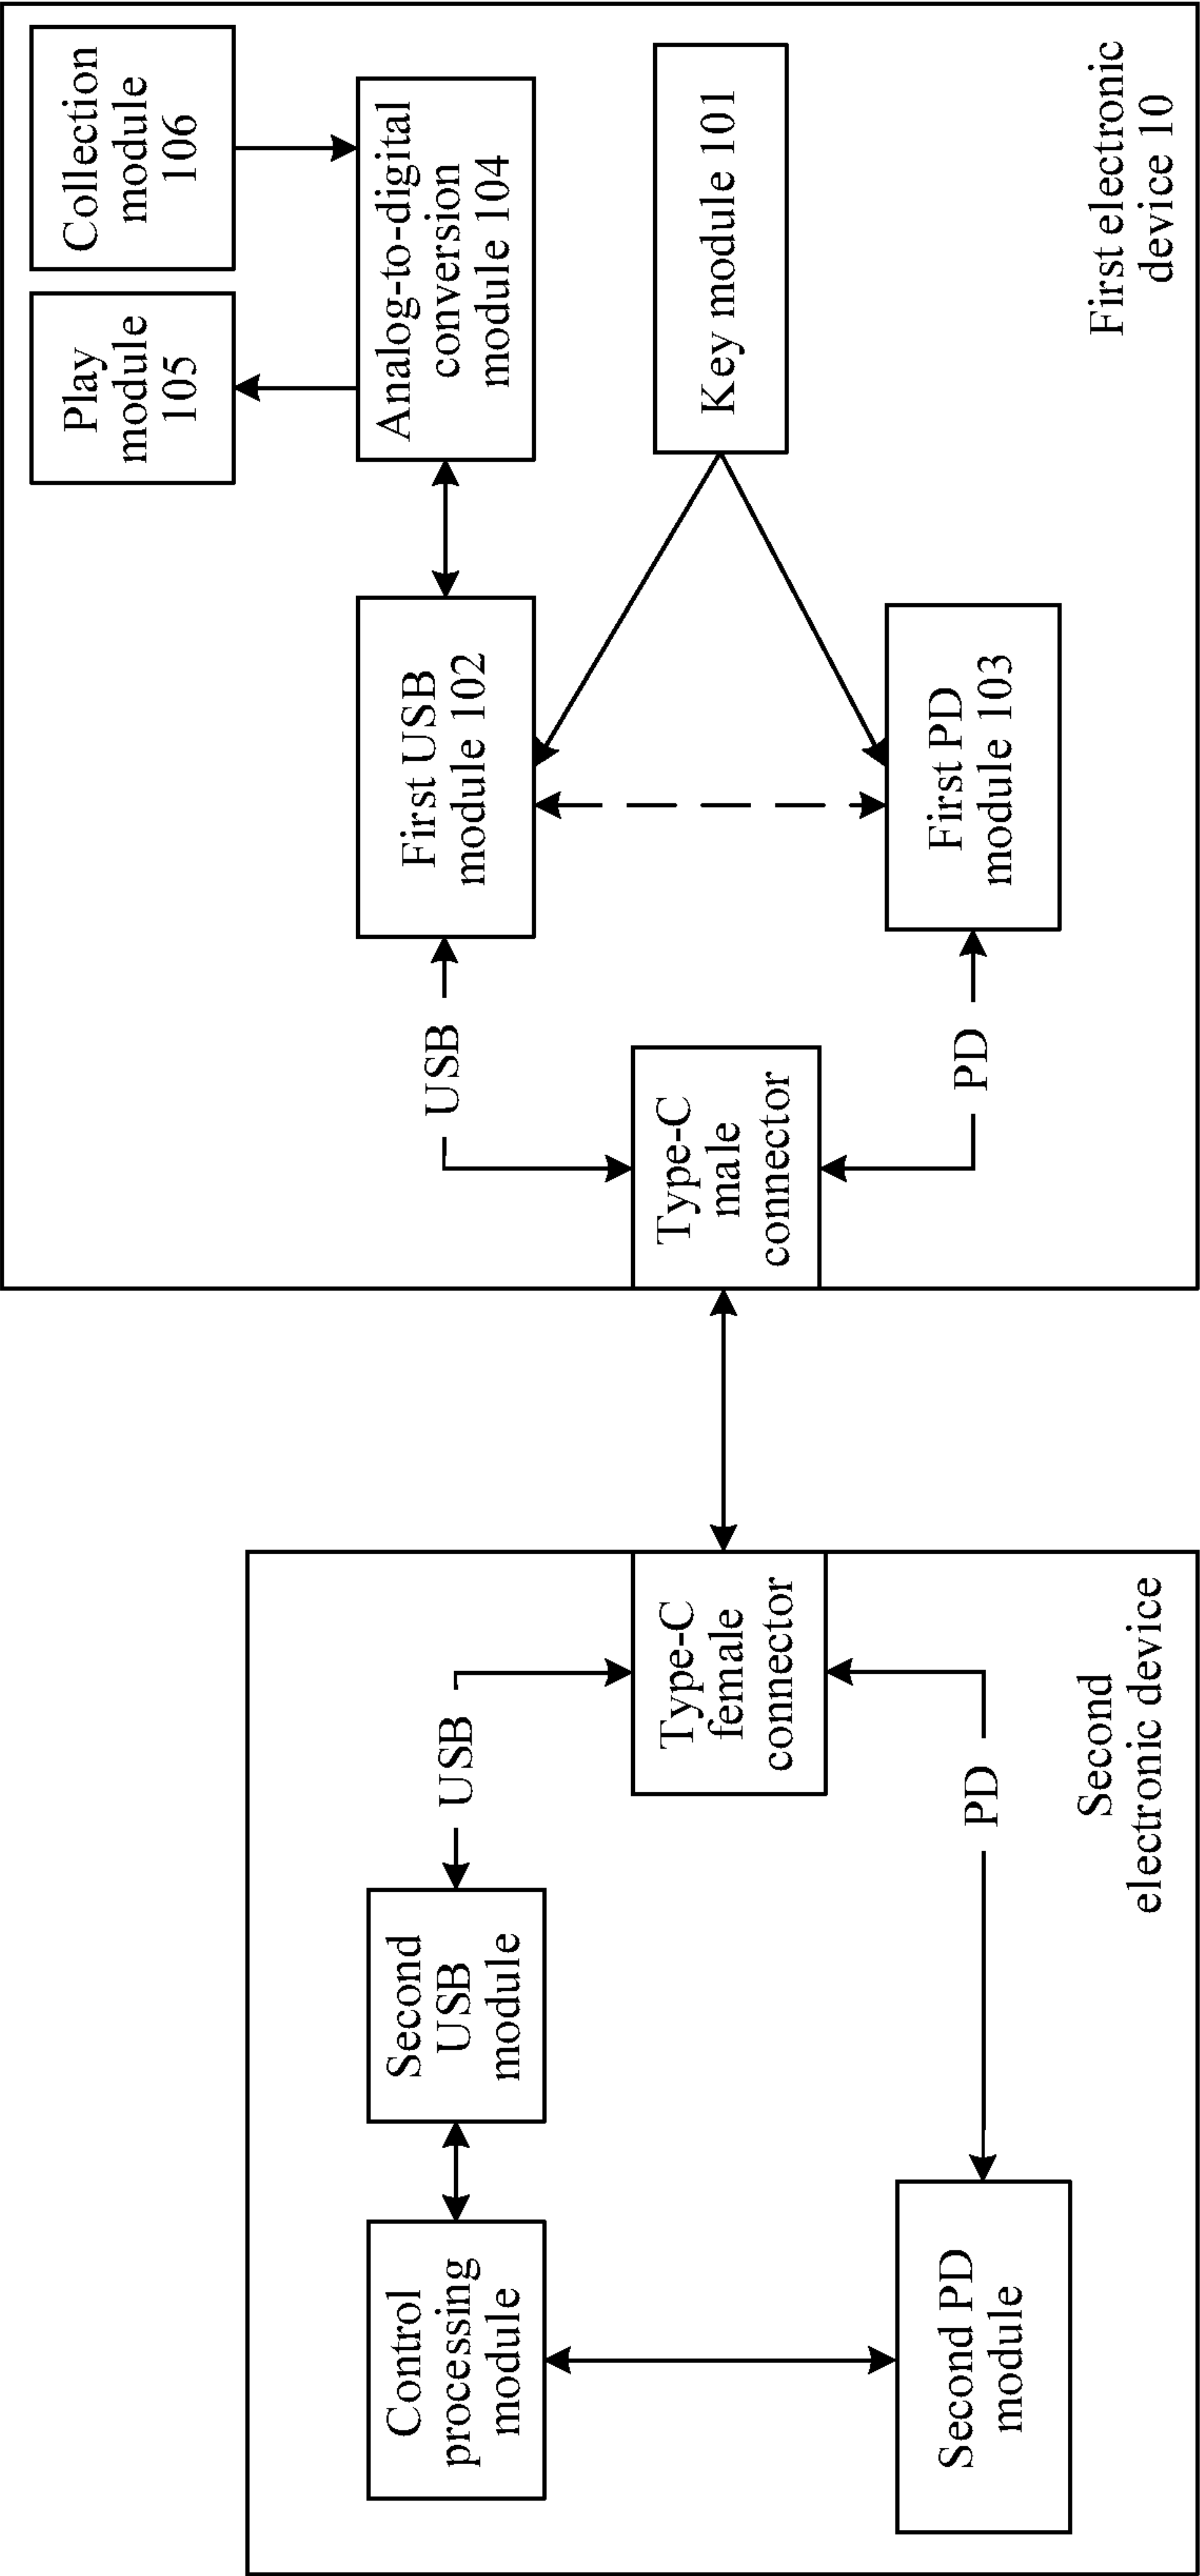 Control
processing
module
Second
USB
module
USB
Type-C
female
connector
Second PD
module
PD
Second
electronic device
USB
Type-C
male
connector
PD
First USB
module 102
First PD
module 103
Play
module
105
Collection
module
106
Analog-to-digital
conversion
module 104
Key module 101
First electronic
device 10